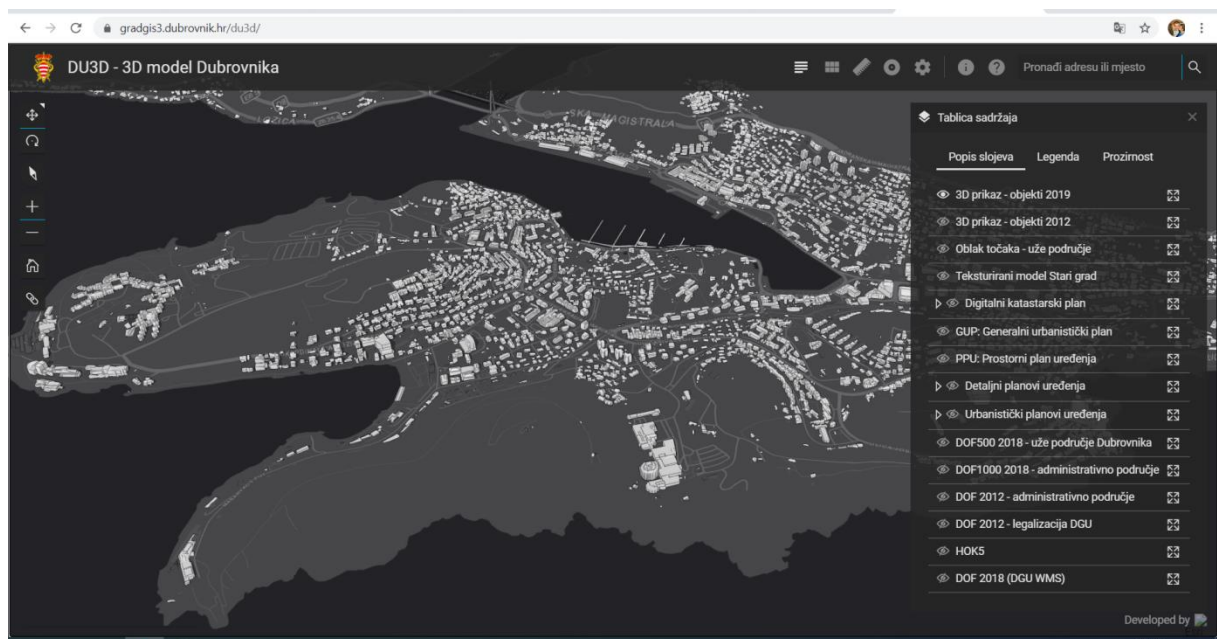 gradgis3.dubrovnik.hr/du3d/
DU3D - 3D model Dubrovnika
Pronađi adresu ili mjesto
LOZICA
SKA MAGISTRALA
Tablica sadržaja
Popis slojeva Legenda Prozirnost
3D prikaz - objekti 2019
3D prikaz - objekti 2012
Oblak točaka - uže područje
Teksturirani model Stari grad
Digitalni katastarski plan
GUP: Generalni urbanistički plan
PPU: Prostorni plan uređenja
Detaljni planovi uređenja
Urbanistički planovi uređenja
DOF500 2018 - uže područje Dubrovnika
DOF1000 2018 - administrativno područje
DOF 2012 - administrativno područje
DOF 2012 - legalizacija DGU
HOK5
DOF 2018 (DGU WMS)
Developed by